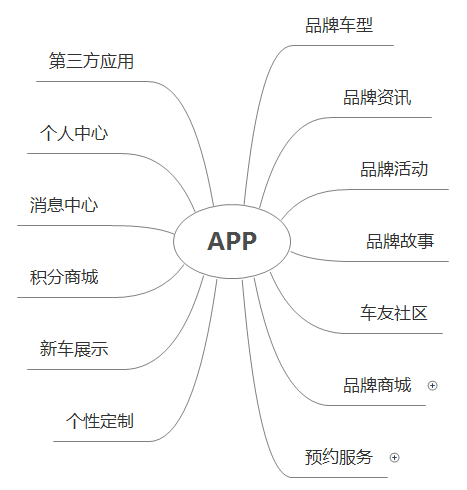 品牌车型
第三方应用
品牌资讯
个人中心
品牌活动
消息中心
APP
品牌故事
积分商城
车友社区
新车展示
品牌商城
个性定制
预约服务